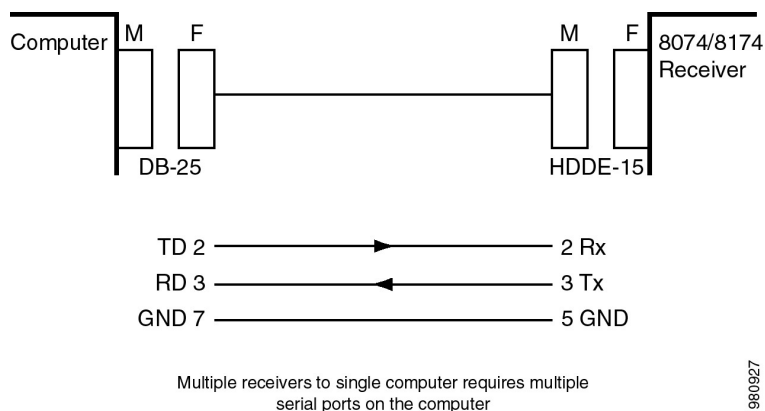 Computer
M
F
M
F
8074/8174
Receiver
DB-25
HDDE-15
TD 2
2 Rx
RD 3
3 Tx
GND 7
5 GND
Multiple receivers to single computer requires multiple
serial ports on the computer
980927